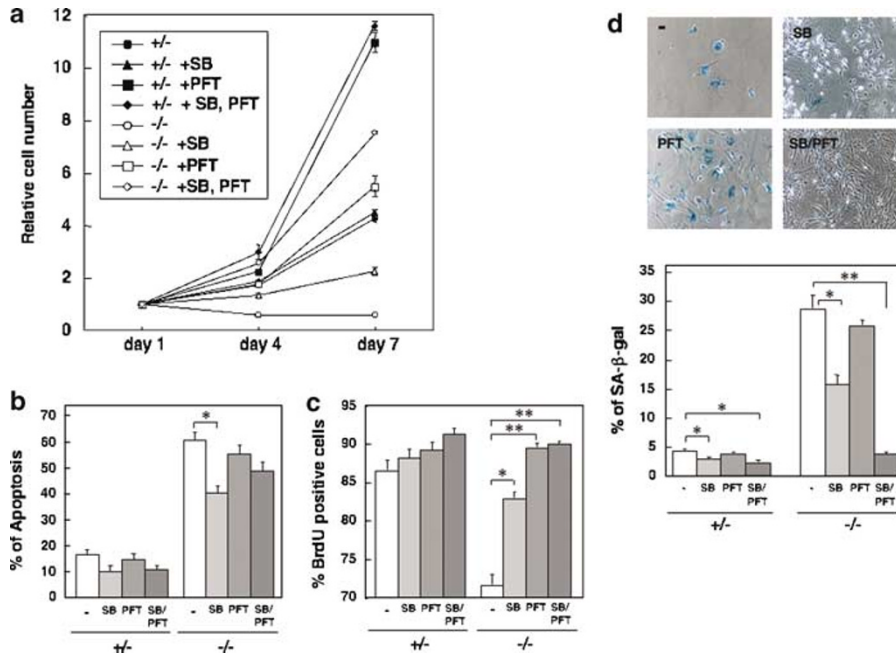 a
Relative cell number
12
10
8
6
4
2
0
day 1
day 4
day 7
+/-
+/- +SB
+/- +PFT
+/- + SB, PFT
-/-
-/- +SB
-/- +PFT
-/- +SB, PFT
b
% of Apoptosis
70
60
50
40
30
20
10
0
*
- SB PFT SB/PFT
- SB PFT SB/PFT
+/-
-/-
c
% BrdU positive cells
95
90
85
80
75
70
**
**
*
- SB PFT SB/PFT
- SB PFT SB/PFT
+/-
-/-
d
-
SB
PFT
SB/PFT
% of SA-β-gal
35
30
25
20
15
10
5
0
**
*
*
*
- SB PFT SB/PFT
- SB PFT SB/PFT
+/-
-/-